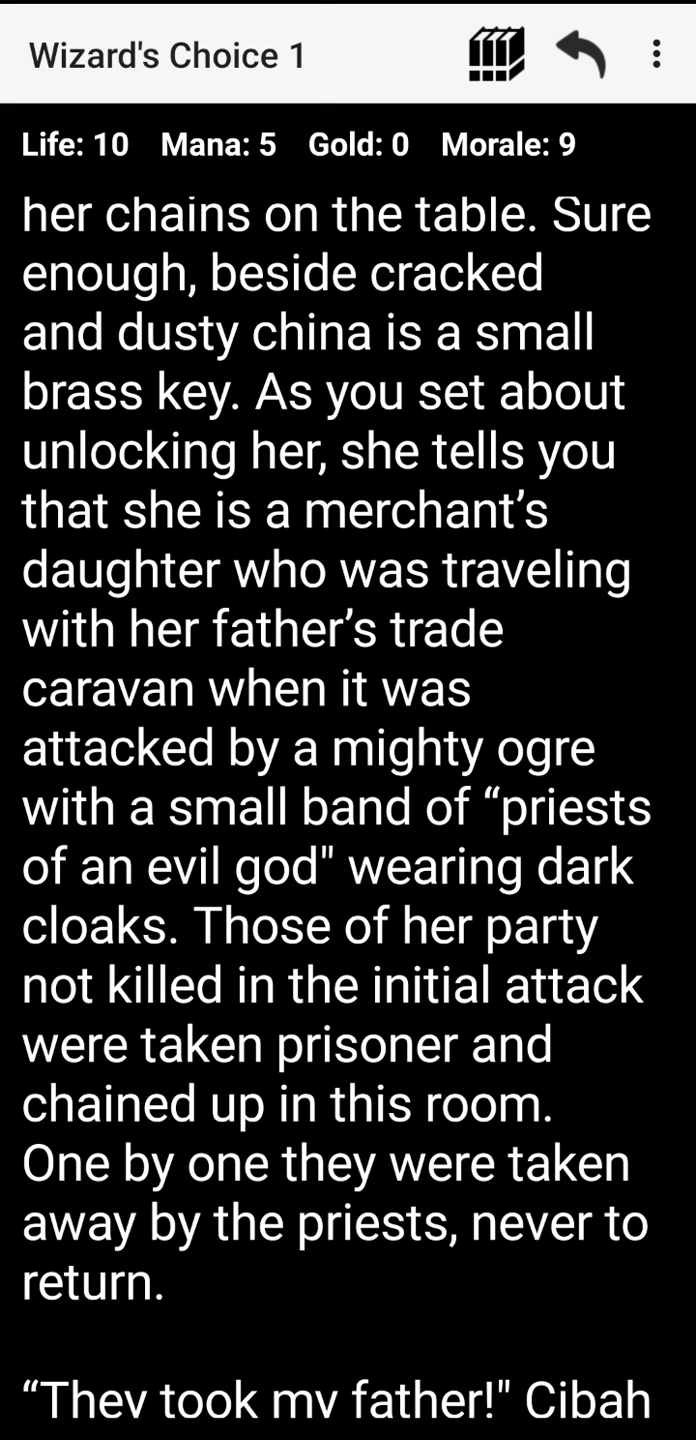 Wizard's Choice 1
Life: 10 Mana: 5 Gold: 0 Morale: 9
her chains on the table. Sure
enough, beside cracked
and dusty china is a small
brass key. As you set about
unlocking her, she tells you
that she is a merchant’s
daughter who was traveling
with her father’s trade
caravan when it was
attacked by a mighty ogre
with a small band of “priests
of an evil god" wearing dark
cloaks. Those of her party
not killed in the initial attack
were taken prisoner and
chained up in this room.
One by one they were taken
away by the priests, never to
return.
“They took my father!" Cibah